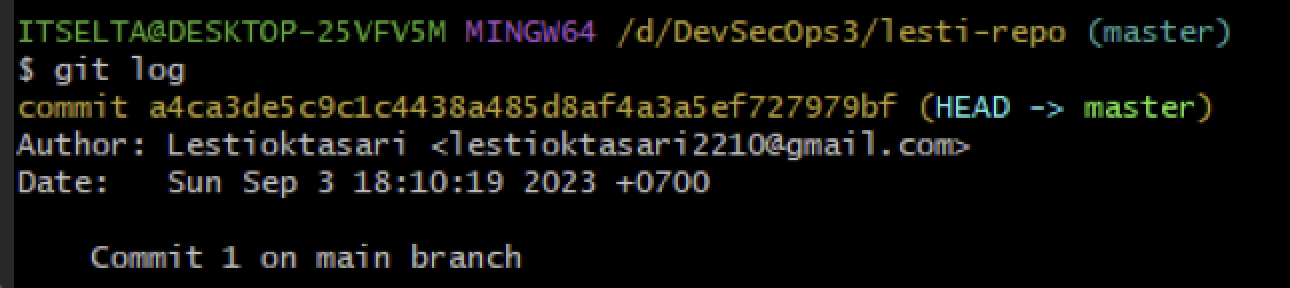 ITSELTA@DESKTOP-25VFV5M MINGW64 /d/DevSecOps3/lesti-repo (master)
$ git log
commit a4ca3de5c9c1c4438a485d8af4a3a5ef727979bf (HEAD -> master)
Author: Lestioktasari <lestioktasari2210@gmail.com>
Date:   Sun Sep 3 18:10:19 2023 +0700
    Commit 1 on main branch